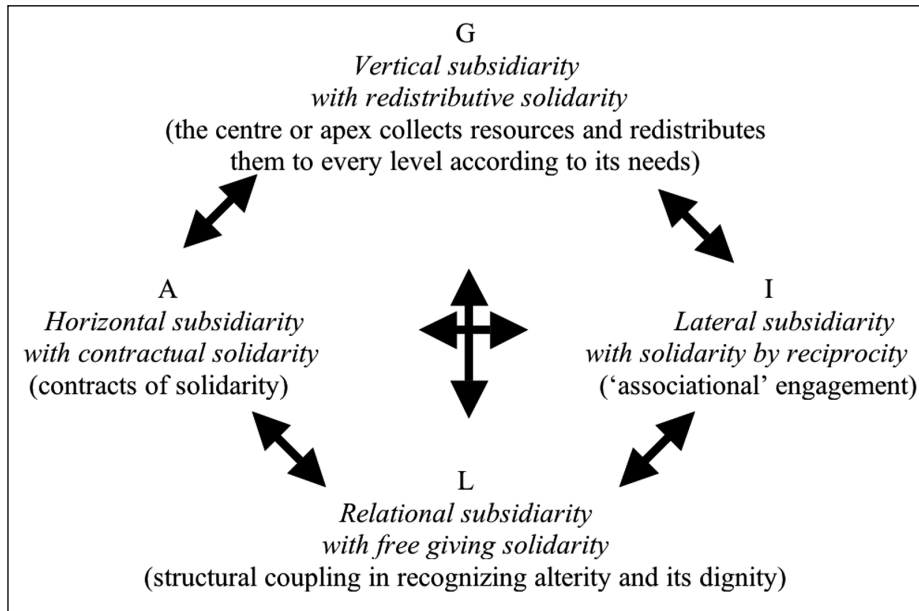 G
Vertical subsidiarity
with redistributive solidarity
(the centre or apex collects resources and redistributes
them to every level according to its needs)
A
Horizontal subsidiarity
with contractual solidarity
(contracts of solidarity)
I
Lateral subsidiarity
with solidarity by reciprocity
(‘associational’ engagement)
L
Relational subsidiarity
with free giving solidarity
(structural coupling in recognizing alterity and its dignity)